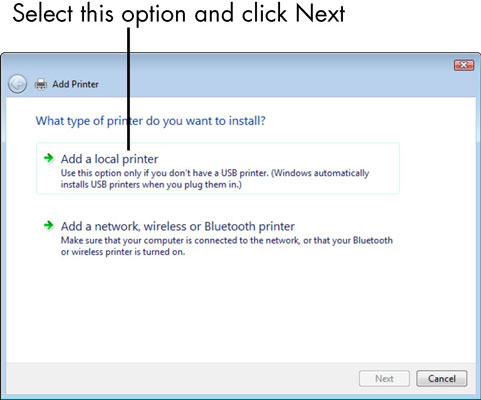 Select this option and click Next
Add Printer
What type of printer do you want to install?
Add a local printer
Use this option only if you don't have a USB printer. (Windows automatically
installs USB printers when you plug them in.)
Add a network, wireless or Bluetooth printer
Make sure that your computer is connected to the network, or that your Bluetooth
or wireless printer is turned on.
Next
Cancel